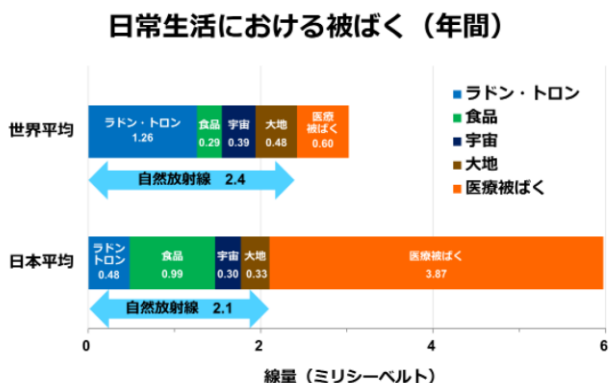 日常生活における被ばく（年間）
世界平均
ラドン・トロン
1.26
食品
0.29
宇宙
0.39
大地
0.48
医療
被ばく
0.60
自然放射線 2.4
ラドン・トロン
食品
宇宙
大地
医療被ばく
日本平均
ラドン
トロン
0.48
食品
0.99
宇宙
0.30
大地
0.33
医療被ばく
3.87
自然放射線 2.1
0
2
4
6
線量（ミリシーベルト）